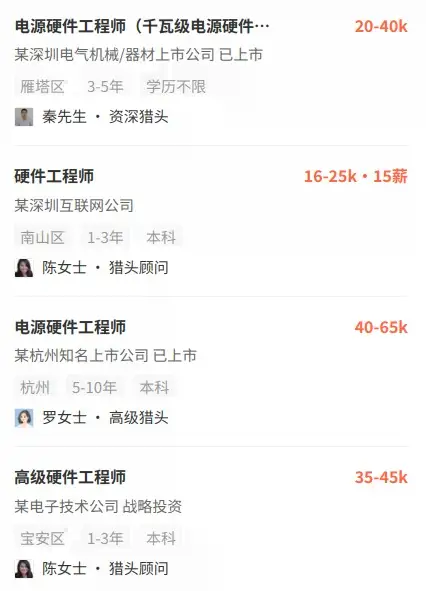 电源硬件工程师（千瓦级电源硬件… 20-40k
某深圳电气机械/器材上市公司 已上市
雁塔区 3-5年 学历不限
秦先生 · 资深猎头
硬件工程师 16-25k·15薪
某深圳互联网公司
南山区 1-3年 本科
陈女士 · 猎头顾问
电源硬件工程师 40-65k
某杭州知名上市公司 已上市
杭州 5-10年 本科
罗女士 · 高级猎头
高级硬件工程师 35-45k
某电子技术公司 战略投资
宝安区 1-3年 本科
陈女士 · 猎头顾问